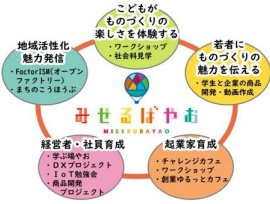 こどもが
ものづくりの
楽しさを体験する
・ワークショップ
・社会科見学
地域活性化
魅力発信
・FactorISM(オープン
ファクトリー)
・まちのこうほうぶ
若者に
ものづくりの
魅力を伝える
・学生と企業の商品
開発・動画作成
みせるばやお
MISERUBAYAO
経営者・社員育成
・学ぶ場やお
・DXプロジェクト
・IoT勉強会
・商品開発
プロジェクト
起業家育成
・チャレンジカフェ
・ワークショップ
・創業ゆるっとカフェ